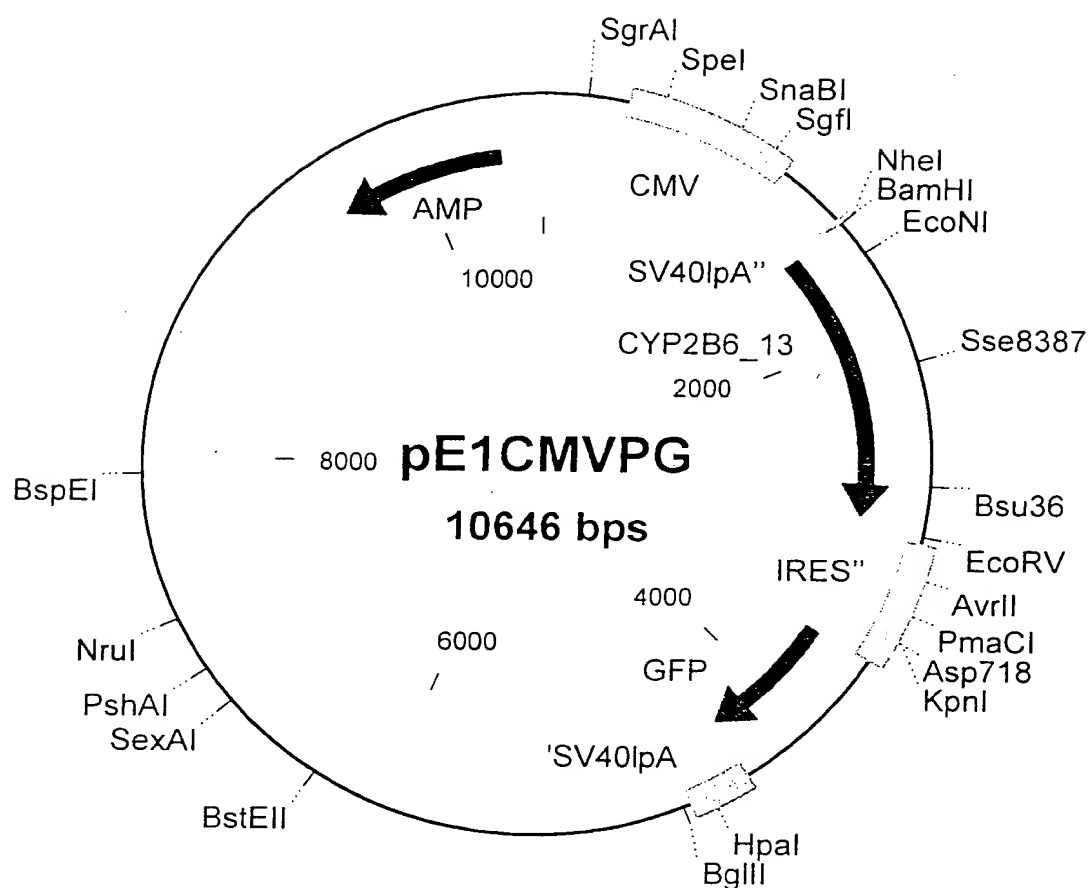 SgrAI
SpeI
SnaBI
SgfI
NheI
BamHI
EcoNI
CMV
AMP
10000
SV40lpA"
CYP2B6_13
2000
Sse8387
pE1CMVPG
10646 bps
8000
BspEI
Bsu36
EcoRV
IRES"
AvrII
PmaCI
Asp718
KpnI
4000
6000
GFP
NruI
PshAI
SexAI
'SV40lpA
BstEII
HpaI
BglII